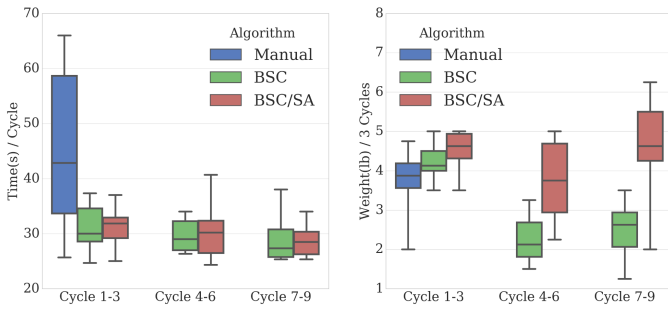 70
60
50
40
30
20
Time(s) / Cycle
Algorithm
Manual
BSC
BSC/SA
Cycle 1-3
Cycle 4-6
Cycle 7-9
8
7
6
5
4
3
2
1
0
Weight(lb) / 3 Cycles
Algorithm
Manual
BSC
BSC/SA
Cycle 1-3
Cycle 4-6
Cycle 7-9